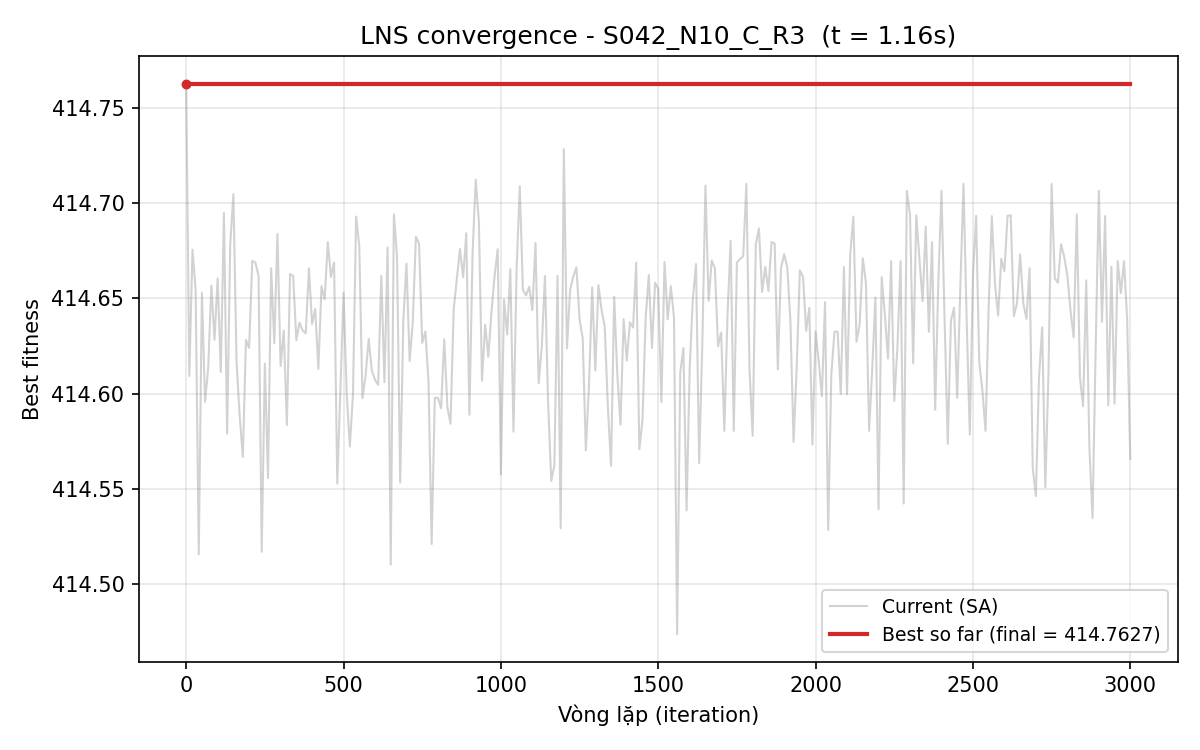 LNS convergence - S042_N10_C_R3  (t = 1.16s)
Best fitness
414.75
414.70
414.65
414.60
414.55
414.50
0
500
1000
1500
2000
2500
3000
Vòng lặp (iteration)
Current (SA)
Best so far (final = 414.7627)